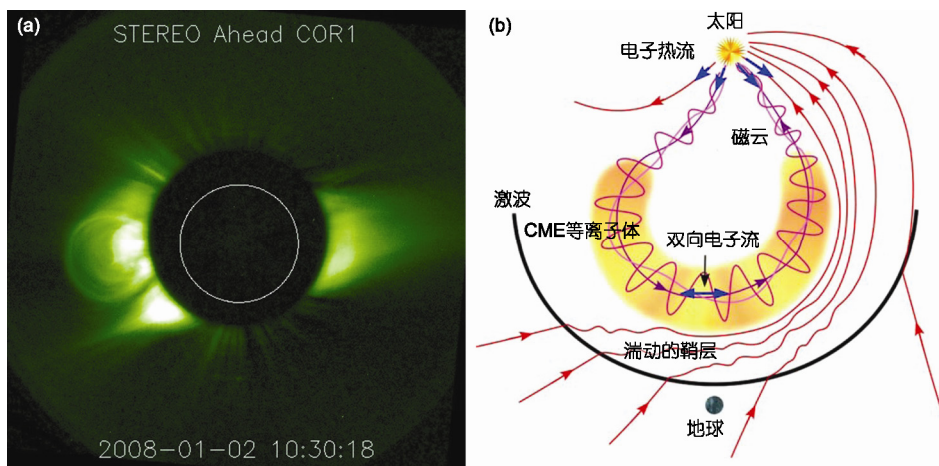 (a)
STEREO Ahead COR1
2008-01-02 10:30:18
(b)
太阳
电子热流
磁云
激波
CME等离子体
双向电子流
湍动的鞘层
地球